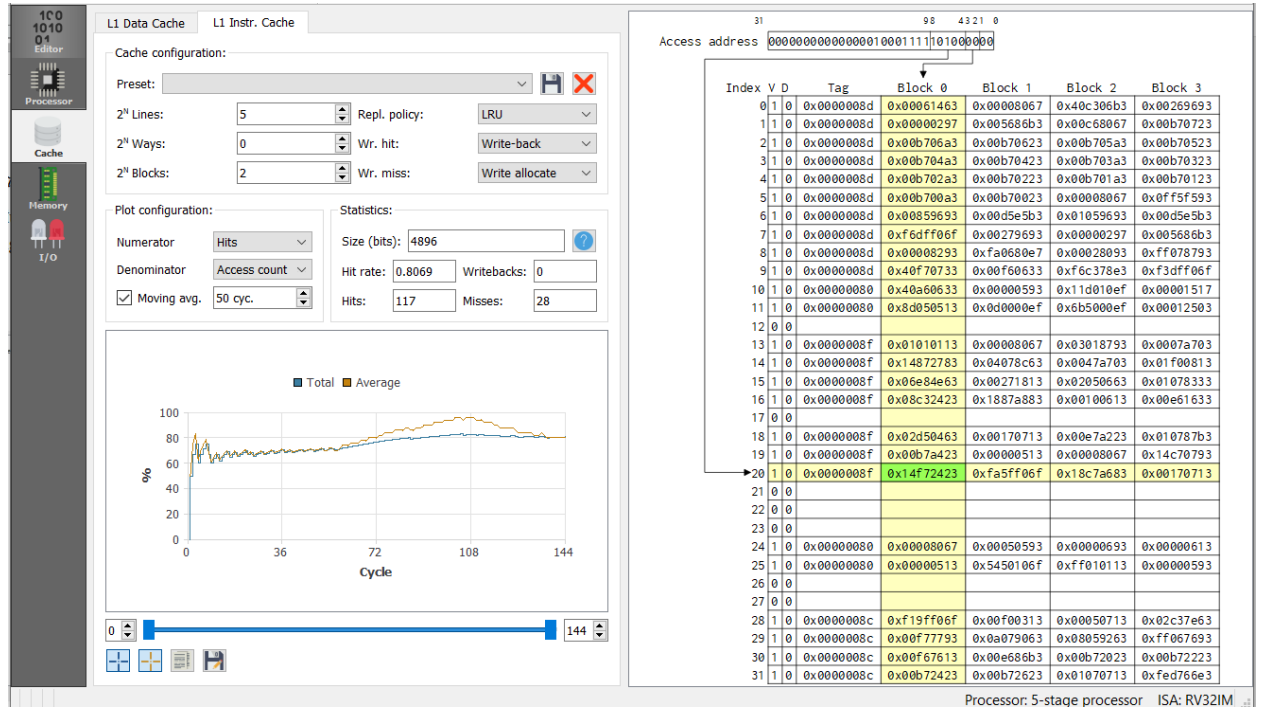 100
1010
01
Editor
Processor
Cache
Memory
I/O
L1 Data Cache L1 Instr. Cache
Cache configuration:
Preset:
2^N Lines: 5 Repl. policy: LRU
2^N Ways: 0 Wr. hit: Write-back
2^N Blocks: 2 Wr. miss: Write allocate
Plot configuration:
Numerator Hits
Denominator Access count
Moving avg. 50 cyc.
Statistics:
Size (bits): 4896 ?
Hit rate: 0.8069 Writebacks: 0
Hits: 117 Misses: 28
Total Average
100
80
60
40
20
0
%
0 36 72 108 144
Cycle
0 144
31 9 8 4 3 2 1 0
Access address 00000000000000010001111101000000
Index V D Tag Block 0 Block 1 Block 2 Block 3
0 1 0 0x0000008d 0x00061463 0x00008067 0x40c306b3 0x00269693
1 1 0 0x0000008d 0x00000297 0x005686b3 0x00c68067 0x00b70723
2 1 0 0x0000008d 0x00b706a3 0x00b70623 0x00b705a3 0x00b70523
3 1 0 0x0000008d 0x00b704a3 0x00b70423 0x00b703a3 0x00b70323
4 1 0 0x0000008d 0x00b702a3 0x00b70223 0x00b701a3 0x00b70123
5 1 0 0x0000008d 0x00b700a3 0x00b70023 0x00008067 0x0ff5f593
6 1 0 0x0000008d 0x00859693 0x00d5e5b3 0x01059693 0x00d5e5b3
7 1 0 0x0000008d 0xf6dff06f 0x00279693 0x00000297 0x005686b3
8 1 0 0x0000008d 0x00008293 0xfa0680e7 0x00028093 0xff078793
9 1 0 0x0000008d 0x40f70733 0x00f60633 0xf6c378e3 0xf3dff06f
10 1 0 0x00000080 0x40a60633 0x00000593 0x11d010ef 0x00001517
11 1 0 0x00000080 0x8d050513 0x0d0000ef 0x6b5000ef 0x00012503
12 0 0
13 1 0 0x0000008f 0x01010113 0x00008067 0x03018793 0x0007a703
14 1 0 0x0000008f 0x14872783 0x04078c63 0x0047a703 0x01f00813
15 1 0 0x0000008f 0x06e84e63 0x00271813 0x02050663 0x01078333
16 1 0 0x0000008f 0x08c32423 0x1887a883 0x00100613 0x00e61633
17 0 0
18 1 0 0x0000008f 0x02d50463 0x00170713 0x00e7a223 0x010787b3
19 1 0 0x0000008f 0x00b7a423 0x00000513 0x00008067 0x14c70793
20 1 0 0x0000008f 0x14f72423 0xfa5ff06f 0x18c7a683 0x00170713
21 0 0
22 0 0
23 0 0
24 1 0 0x00000080 0x00008067 0x00050593 0x00000693 0x00000613
25 1 0 0x00000080 0x00000513 0x5450106f 0xff010113 0x00000593
26 0 0
27 0 0
28 1 0 0x0000008c 0xf19ff06f 0x00f00313 0x00050713 0x02c37e63
29 1 0 0x0000008c 0x00f77793 0x0a079063 0x08059263 0xff067693
30 1 0 0x0000008c 0x00f67613 0x00e686b3 0x00b72023 0x00b72223
31 1 0 0x0000008c 0x00b72423 0x00b72623 0x01070713 0xfed766e3
Processor: 5-stage processor ISA: RV32IM